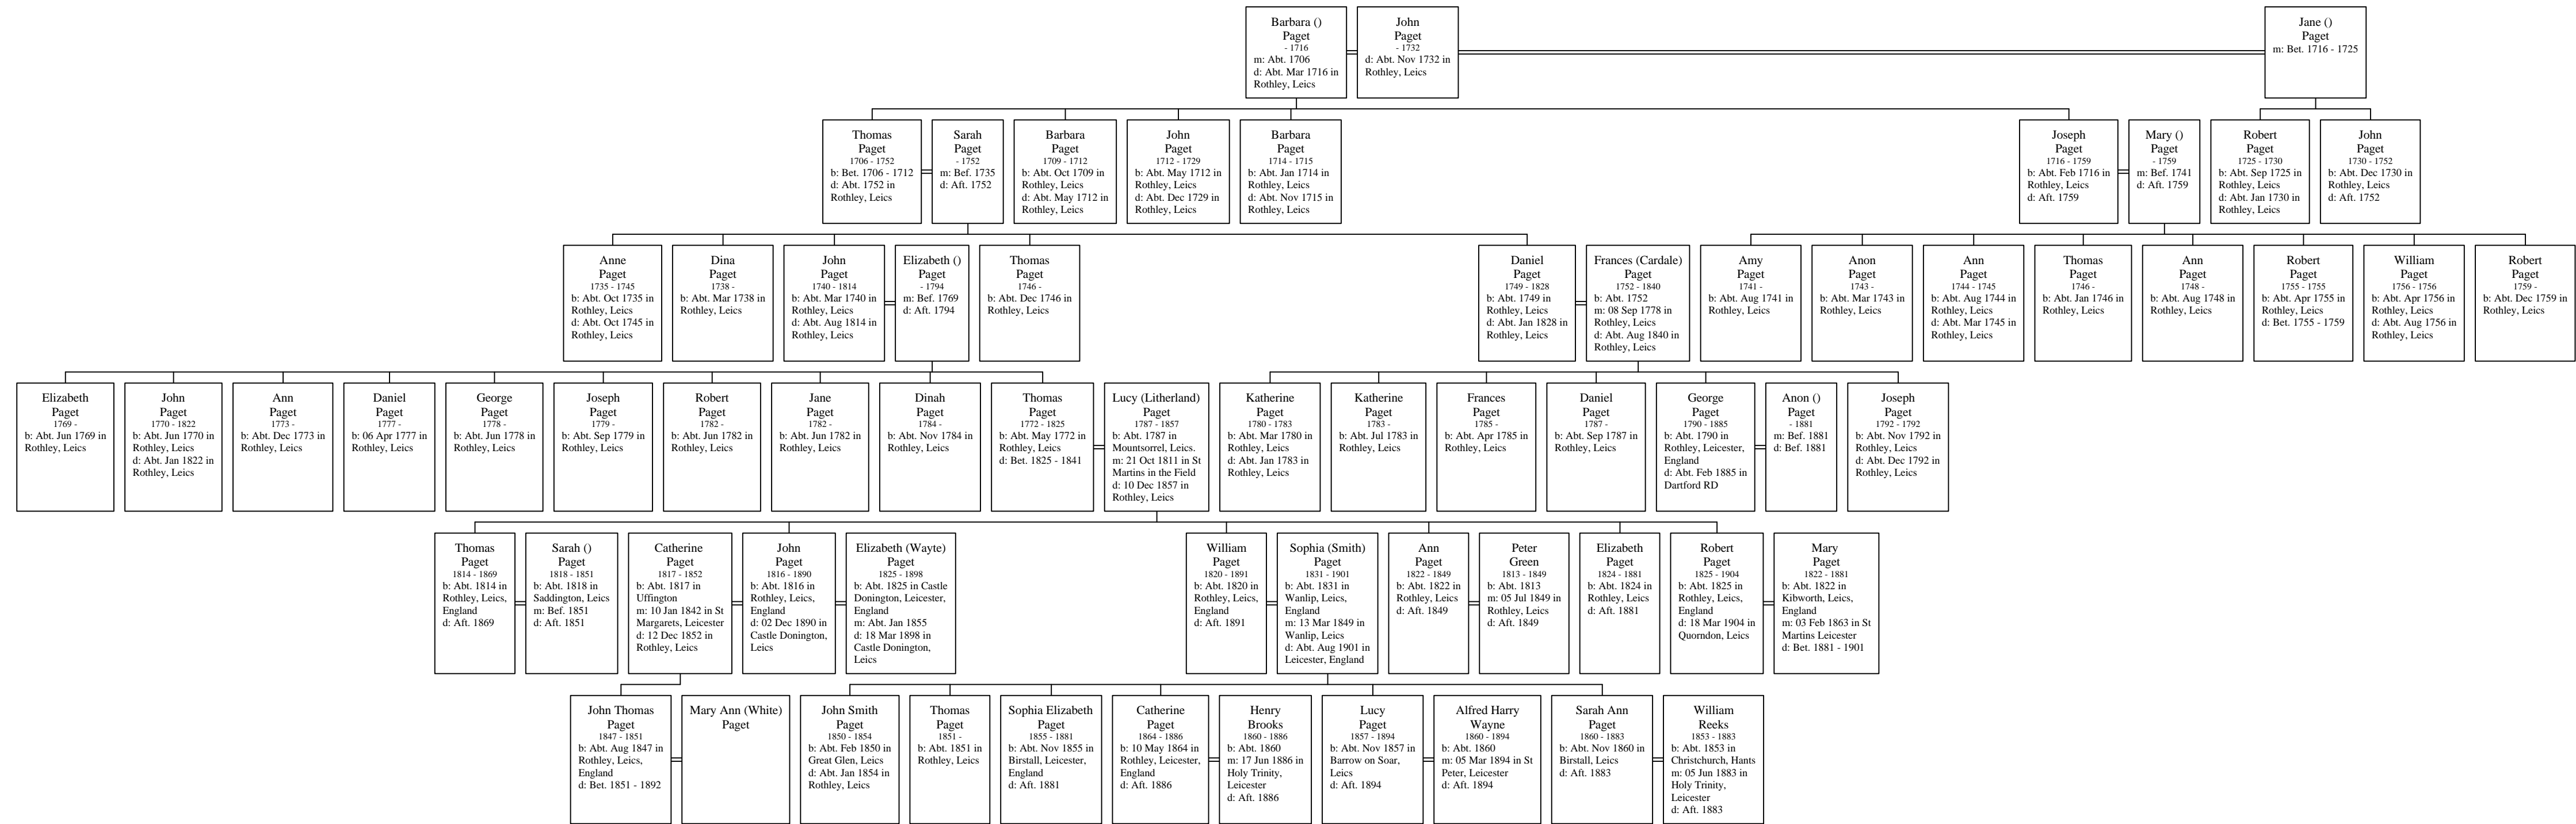 Barbara ()
Paget
- 1716
m: Abt. 1706
d: Abt. Mar 1716 in
Rothley, Leics
John
Paget
- 1732
d: Abt. Nov 1732 in
Rothley, Leics
Jane ()
Paget
m: Bet. 1716 - 1725
Thomas
Paget
1706 - 1752
b: Bet. 1706 - 1712
d: Abt. 1752 in
Rothley, Leics
Sarah
Paget
- 1752
m: Bef. 1735
d: Aft. 1752
Barbara
Paget
1709 - 1712
b: Abt. Oct 1709 in
Rothley, Leics
d: Abt. May 1712 in
Rothley, Leics
John
Paget
1712 - 1729
b: Abt. May 1712 in
Rothley, Leics
d: Abt. Dec 1729 in
Rothley, Leics
Barbara
Paget
1714 - 1715
b: Abt. Jan 1714 in
Rothley, Leics
d: Abt. Nov 1715 in
Rothley, Leics
Joseph
Paget
1716 - 1759
b: Abt. Feb 1716 in
Rothley, Leics
d: Aft. 1759
Mary ()
Paget
- 1759
m: Bef. 1741
d: Aft. 1759
Robert
Paget
1725 - 1730
b: Abt. Sep 1725 in
Rothley, Leics
d: Abt. Jan 1730 in
Rothley, Leics
John
Paget
1730 - 1752
b: Abt. Dec 1730 in
Rothley, Leics
d: Aft. 1752
Anne
Paget
1735 - 1745
b: Abt. Oct 1735 in
Rothley, Leics
d: Abt. Oct 1745 in
Rothley, Leics
Dina
Paget
1738 -
b: Abt. Mar 1738 in
Rothley, Leics
John
Paget
1740 - 1814
b: Abt. Mar 1740 in
Rothley, Leics
d: Abt. Aug 1814 in
Rothley, Leics
Elizabeth ()
Paget
- 1794
m: Bef. 1769
d: Aft. 1794
Thomas
Paget
1746 -
b: Abt. Dec 1746 in
Rothley, Leics
Daniel
Paget
1749 - 1828
b: Abt. 1749 in
Rothley, Leics
d: Abt. Jan 1828 in
Rothley, Leics
Frances (Cardale)
Paget
1752 - 1840
b: Abt. 1752
m: 08 Sep 1778 in
Rothley, Leics
d: Abt. Aug 1840 in
Rothley, Leics
Amy
Paget
1741 -
b: Abt. Aug 1741 in
Rothley, Leics
Anon
Paget
1743 -
b: Abt. Mar 1743 in
Rothley, Leics
Ann
Paget
1744 - 1745
b: Abt. Aug 1744 in
Rothley, Leics
d: Abt. Mar 1745 in
Rothley, Leics
Thomas
Paget
1746 -
b: Abt. Jan 1746 in
Rothley, Leics
Ann
Paget
1748 -
b: Abt. Aug 1748 in
Rothley, Leics
Robert
Paget
1755 - 1755
b: Abt. Apr 1755 in
Rothley, Leics
d: Bet. 1755 - 1759
William
Paget
1756 - 1756
b: Abt. Apr 1756 in
Rothley, Leics
d: Abt. Aug 1756 in
Rothley, Leics
Robert
Paget
1759 -
b: Abt. Dec 1759 in
Rothley, Leics
Elizabeth
Paget
1769 -
b: Abt. Jun 1769 in
Rothley, Leics
John
Paget
1770 - 1822
b: Abt. Jun 1770 in
Rothley, Leics
d: Abt. Jan 1822 in
Rothley, Leics
Ann
Paget
1773 -
b: Abt. Dec 1773 in
Rothley, Leics
Daniel
Paget
1777 -
b: 06 Apr 1777 in
Rothley, Leics
George
Paget
1778 -
b: Abt. Jun 1778 in
Rothley, Leics
Joseph
Paget
1779 -
b: Abt. Sep 1779 in
Rothley, Leics
Robert
Paget
1782 -
b: Abt. Jun 1782 in
Rothley, Leics
Jane
Paget
1782 -
b: Abt. Jun 1782 in
Rothley, Leics
Dinah
Paget
1784 -
b: Abt. Nov 1784 in
Rothley, Leics
Thomas
Paget
1772 - 1825
b: Abt. May 1772 in
Rothley, Leics
d: Bet. 1825 - 1841
Lucy (Litherland)
Paget
1787 - 1857
b: Abt. 1787 in
Mountsorrel, Leics.
m: 21 Oct 1811 in St
Martins in the Field
d: 10 Dec 1857 in
Rothley, Leics
Katherine
Paget
1780 - 1783
b: Abt. Mar 1780 in
Rothley, Leics
d: Abt. Jan 1783 in
Rothley, Leics
Katherine
Paget
1783 -
b: Abt. Jul 1783 in
Rothley, Leics
Frances
Paget
1785 -
b: Abt. Apr 1785 in
Rothley, Leics
Daniel
Paget
1787 -
b: Abt. Sep 1787 in
Rothley, Leics
George
Paget
1790 - 1885
b: Abt. 1790 in
Rothley, Leicester,
England
d: Abt. Feb 1885 in
Dartford RD
Anon ()
Paget
- 1881
m: Bef. 1881
d: Bef. 1881
Joseph
Paget
1792 - 1792
b: Abt. Nov 1792 in
Rothley, Leics
d: Abt. Dec 1792 in
Rothley, Leics
Thomas
Paget
1814 - 1869
b: Abt. 1814 in
Rothley, Leics,
England
d: Aft. 1869
Sarah ()
Paget
1818 - 1851
b: Abt. 1818 in
Saddington, Leics
m: Bef. 1851
d: Aft. 1851
Catherine
Paget
1817 - 1852
b: Abt. 1817 in
Uffington
m: 10 Jan 1842 in St
Margarets, Leicester
d: 12 Dec 1852 in
Rothley, Leics
John
Paget
1816 - 1890
b: Abt. 1816 in
Rothley, Leics,
England
d: 02 Dec 1890 in
Castle Donington,
Leics
Elizabeth (Wayte)
Paget
1825 - 1898
b: Abt. 1825 in Castle
Donington, Leicester,
England
m: Abt. Jan 1855
d: 18 Mar 1898 in
Castle Donington,
Leics
William
Paget
1820 - 1891
b: Abt. 1820 in
Rothley, Leics,
England
d: Aft. 1891
Sophia (Smith)
Paget
1831 - 1901
b: Abt. 1831 in
Wanlip, Leics,
England
m: 13 Mar 1849 in
Wanlip, Leics
d: Abt. Aug 1901 in
Leicester, England
Ann
Paget
1822 - 1849
b: Abt. 1822 in
Rothley, Leics
d: Aft. 1849
Peter
Green
1813 - 1849
b: Abt. 1813
m: 05 Jul 1849 in
Rothley, Leics
d: Aft. 1849
Elizabeth
Paget
1824 - 1881
b: Abt. 1824 in
Rothley, Leics
d: Aft. 1881
Robert
Paget
1825 - 1904
b: Abt. 1825 in
Rothley, Leics,
England
d: 18 Mar 1904 in
Quorndon, Leics
Mary
Paget
1822 - 1881
b: Abt. 1822 in
Kibworth, Leics,
England
m: 03 Feb 1863 in St
Martins Leicester
d: Bet. 1881 - 1901
John Thomas
Paget
1847 - 1851
b: Abt. Aug 1847 in
Rothley, Leics,
England
d: Bet. 1851 - 1892
Mary Ann (White)
Paget
John Smith
Paget
1850 - 1854
b: Abt. Feb 1850 in
Great Glen, Leics
d: Abt. Jan 1854 in
Rothley, Leics
Thomas
Paget
1851 -
b: Abt. 1851 in
Rothley, Leics
Sophia Elizabeth
Paget
1855 - 1881
b: Abt. Nov 1855 in
Birstall, Leicester,
England
d: Aft. 1881
Catherine
Paget
1864 - 1886
b: 10 May 1864 in
Rothley, Leicester,
England
d: Aft. 1886
Henry
Brooks
1860 - 1886
b: Abt. 1860
m: 17 Jun 1886 in
Holy Trinity,
Leicester
d: Aft. 1886
Lucy
Paget
1857 - 1894
b: Abt. Nov 1857 in
Barrow on Soar,
Leics
d: Aft. 1894
Alfred Harry
Wayne
1860 - 1894
b: Abt. 1860
m: 05 Mar 1894 in St
Peter, Leicester
d: Aft. 1894
Sarah Ann
Paget
1860 - 1883
b: Abt. Nov 1860 in
Birstall, Leics
d: Aft. 1883
William
Reeks
1853 - 1883
b: Abt. 1853 in
Christchurch, Hants
m: 05 Jun 1883 in
Holy Trinity,
Leicester
d: Aft. 1883